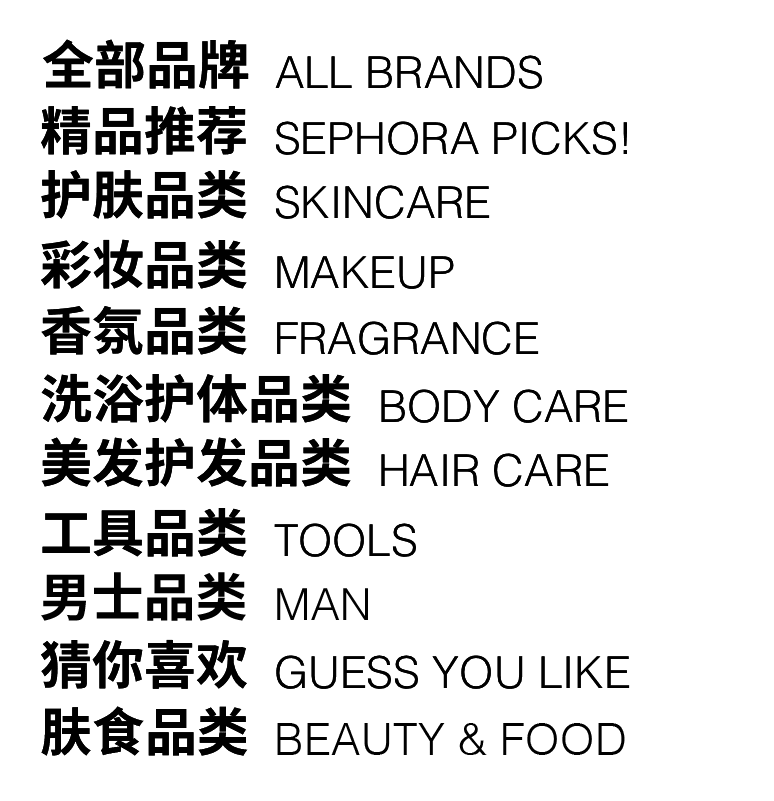 全部品牌 ALL BRANDS
精品推荐 SEPHORA PICKS!
护肤品类 SKINCARE
彩妆品类 MAKEUP
香氛品类 FRAGRANCE
洗浴护体品类 BODY CARE
美发护发品类 HAIR CARE
工具品类 TOOLS
男士品类 MAN
猜你喜欢 GUESS YOU LIKE
肤食品类 BEAUTY & FOOD